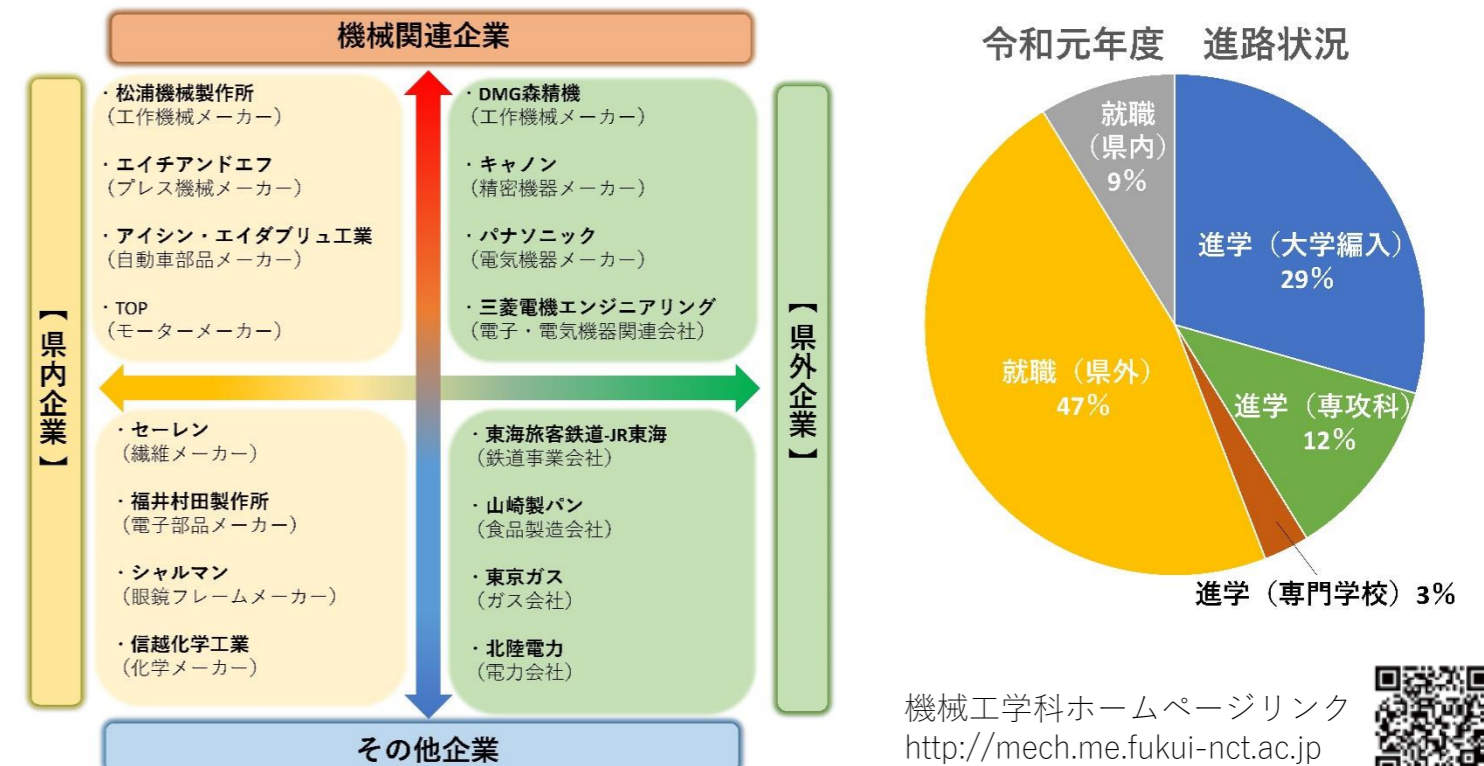 機械関連企業
【県内企業】
・松浦機械製作所
（工作機械メーカー）
・エイチアンドエフ
（プレス機械メーカー）
・アイシン・エイダブリュ工業
（自動車部品メーカー）
・TOP
（モーターメーカー）
・DMG森精機
（工作機械メーカー）
・キャノン
（精密機器メーカー）
・パナソニック
（電気機器メーカー）
・三菱電機エンジニアリング
（電子・電気機器関連会社）
【県外企業】
・セーレン
（繊維メーカー）
・福井村田製作所
（電子部品メーカー）
・シャルマン
（眼鏡フレームメーカー）
・信越化学工業
（化学メーカー）
・東海旅客鉄道-JR東海
（鉄道事業会社）
・山崎製パン
（食品製造会社）
・東京ガス
（ガス会社）
・北陸電力
（電力会社）
その他企業
令和元年度　進路状況
就職
（県内）
9%
進学（大学編入）
29%
就職（県外）
47%
進学（専攻科）
12%
進学（専門学校）3%
機械工学科ホームページリンク
http://mech.me.fukui-nct.ac.jp